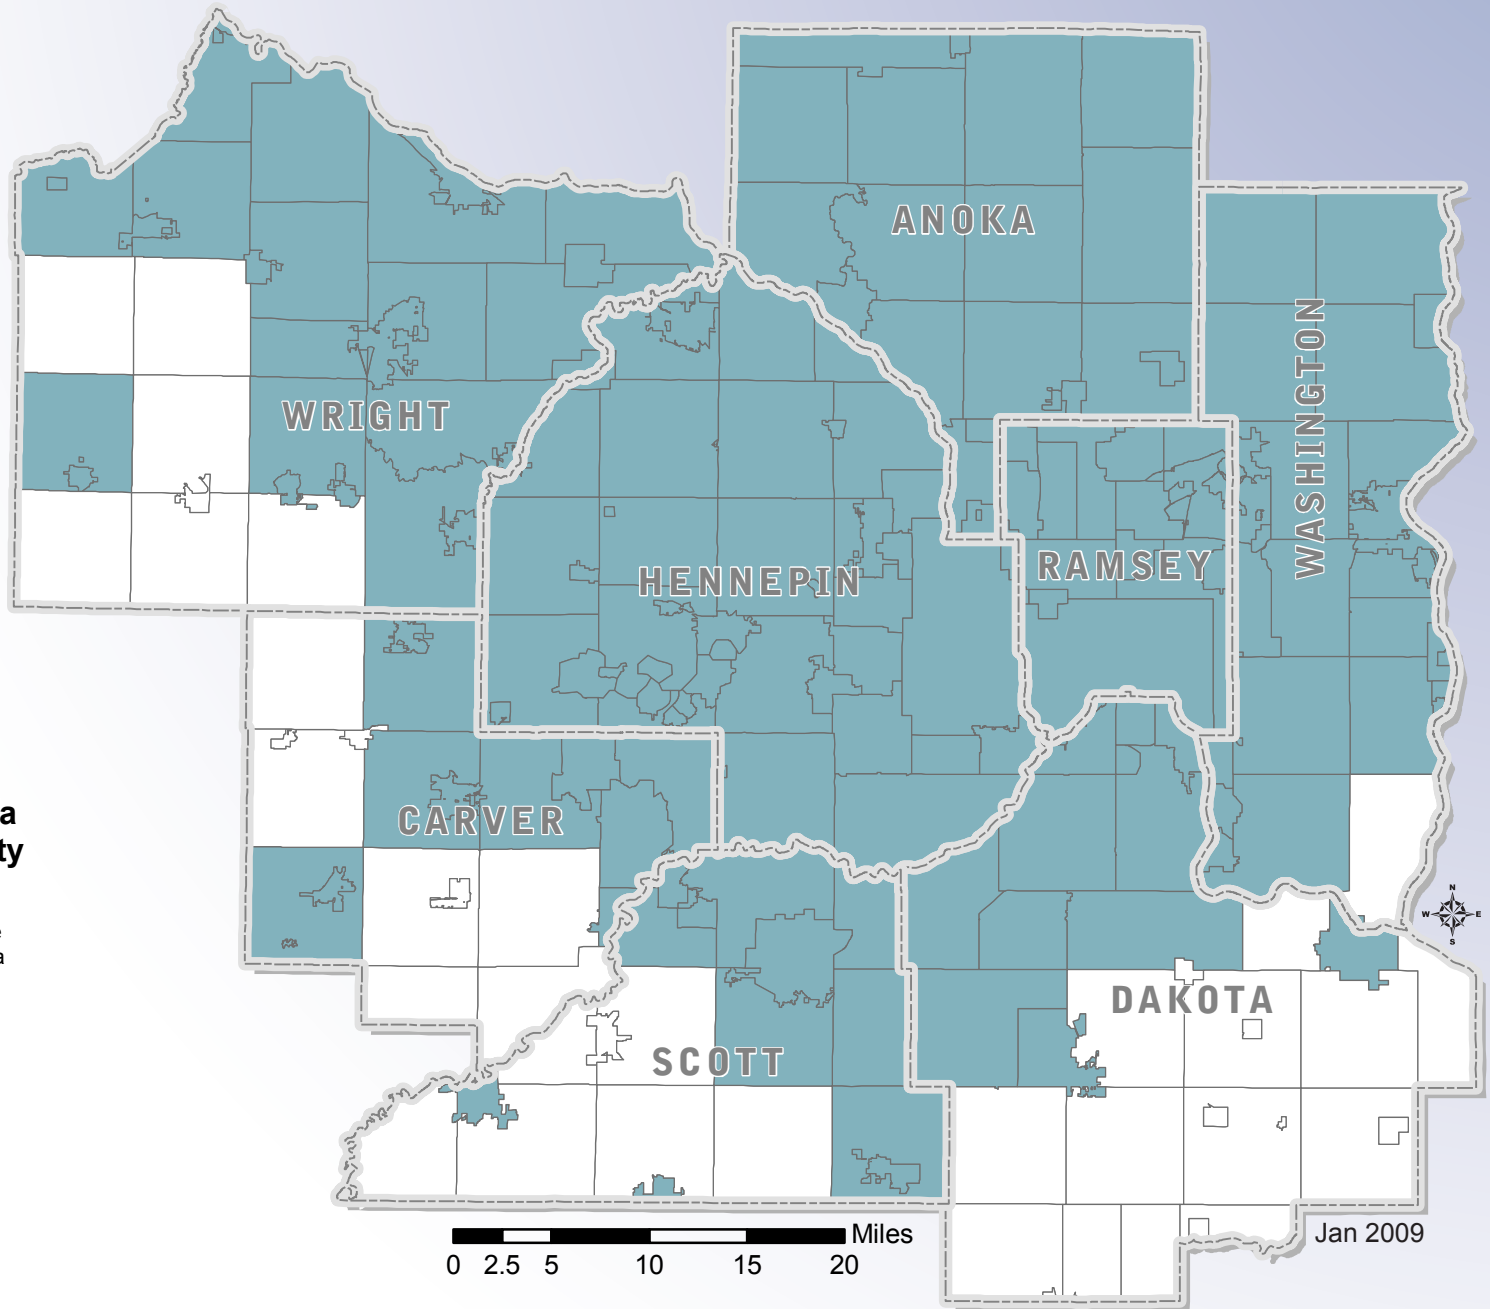 ANOKA
WASHINGTON
WRIGHT
HENNEPIN
RAMSEY
a
ty
CARVER
N
W E
S
e
a
DAKOTA
SCOTT
Miles
0 2.5 5 10 15 20
Jan 2009